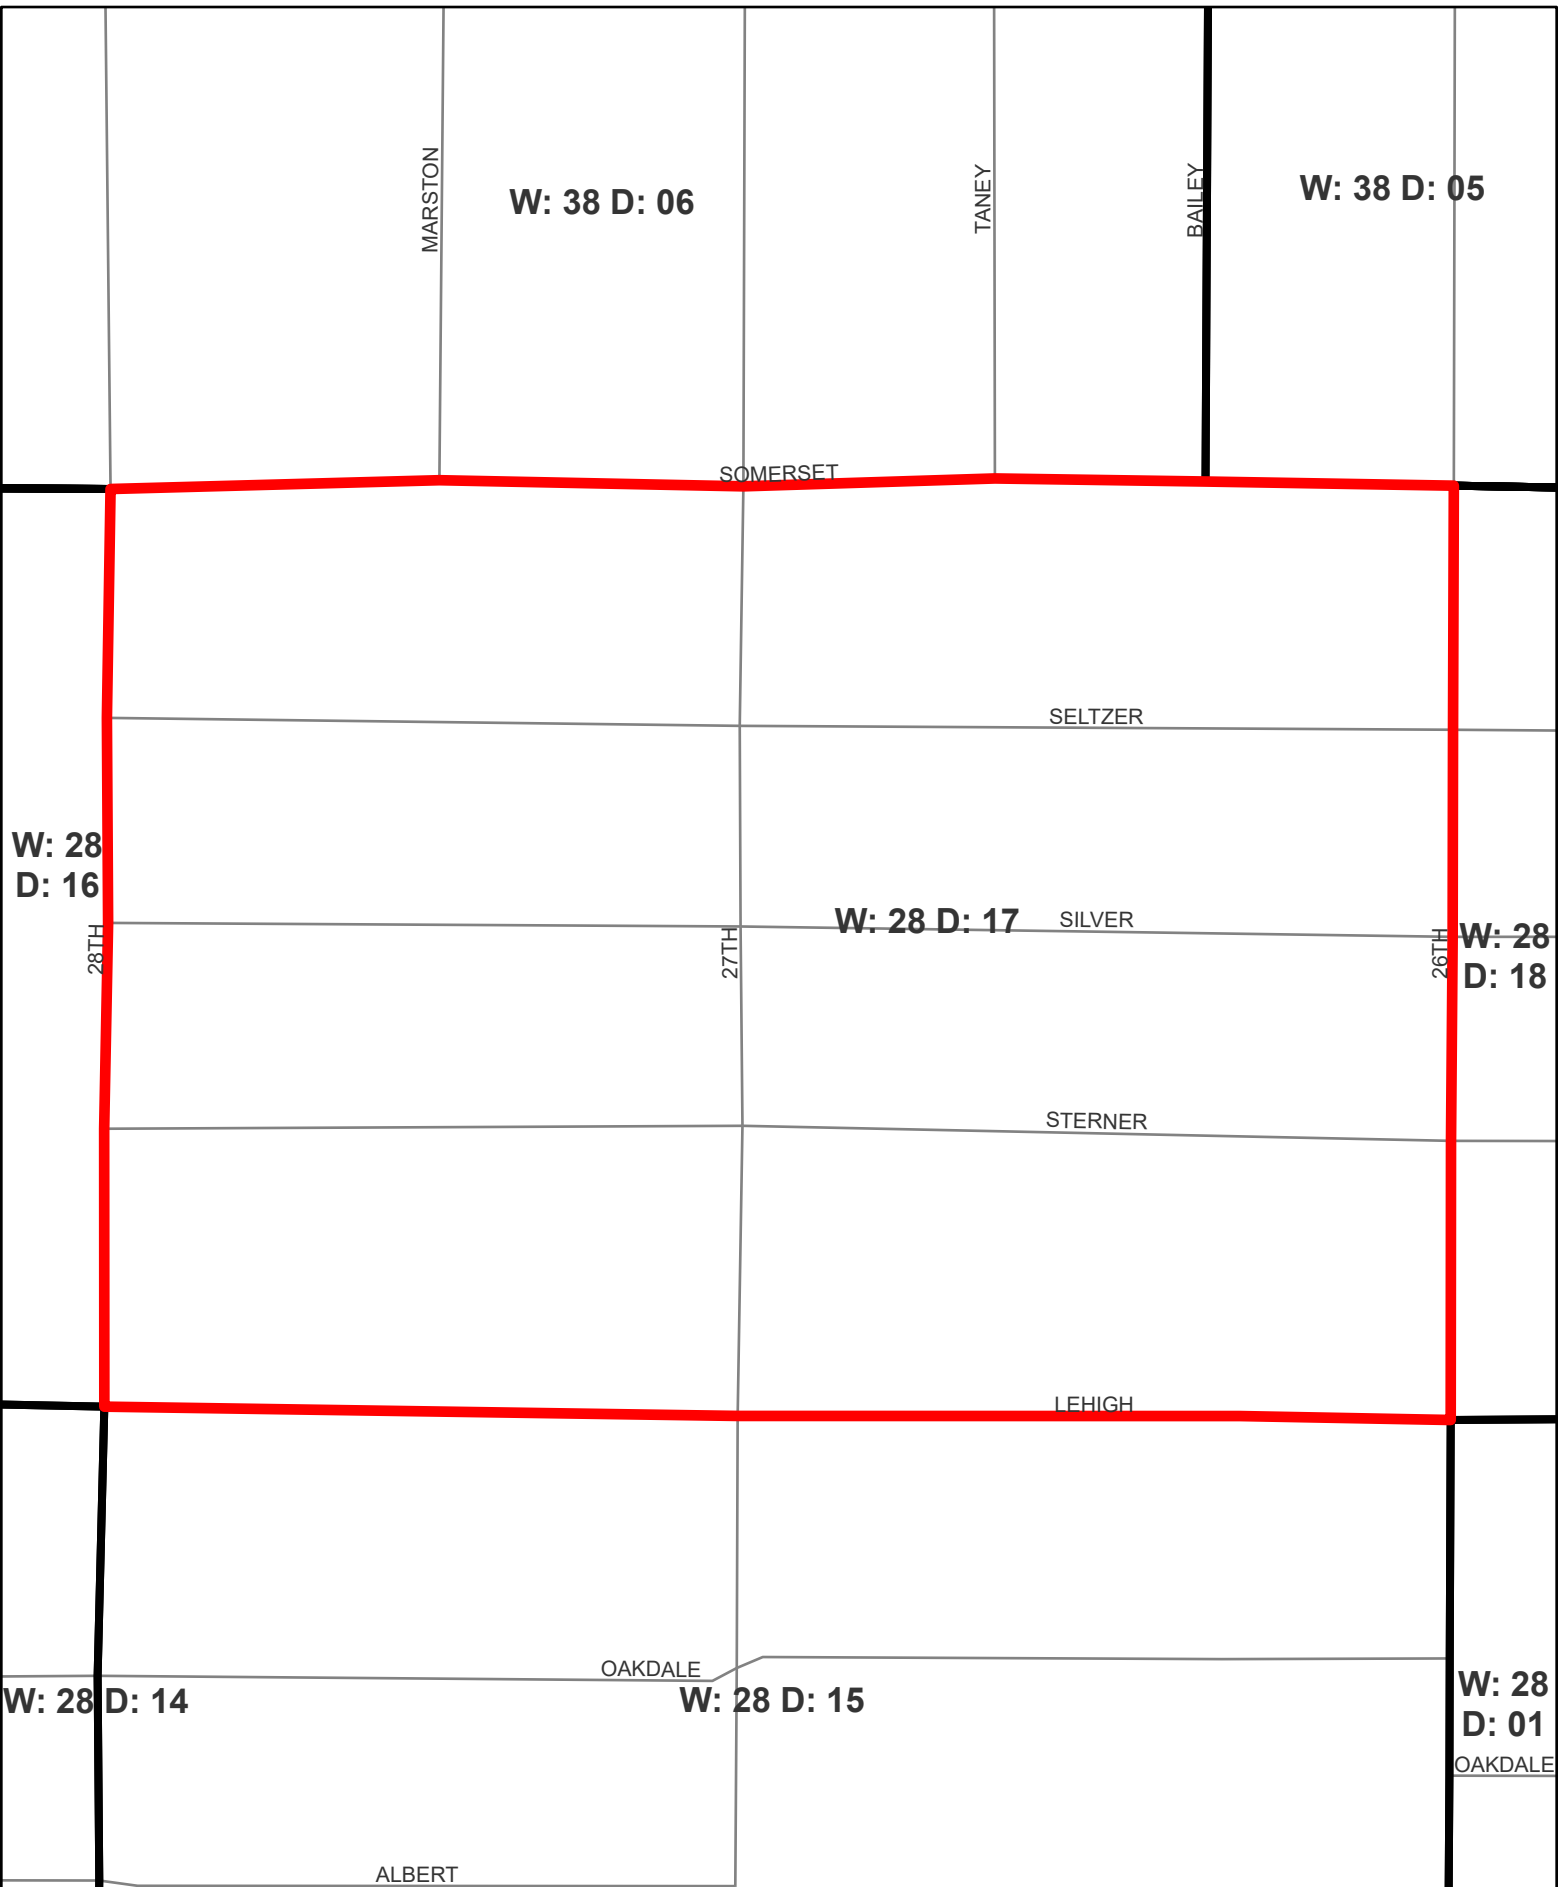 MARSTON
W: 38 D: 06
TANEY
BAILEY
W: 38 D: 05
SOMERSET
SELTZER
W: 28
D: 16
28TH
27TH
W: 28 D: 17
SILVER
26TH
W: 28
D: 18
STERNER
LEHIGH
OAKDALE
W: 28 D: 14
W: 28 D: 15
W: 28
D: 01
OAKDALE
ALBERT